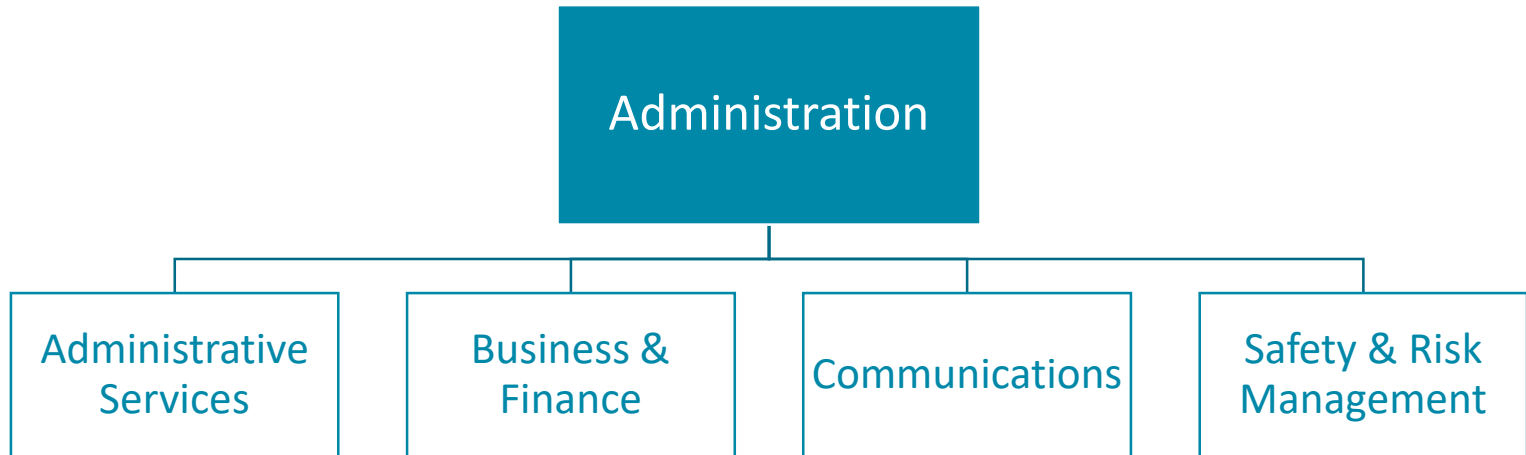 Administration
Administrative
Services
Business &
Finance
Communications
Safety & Risk
Management